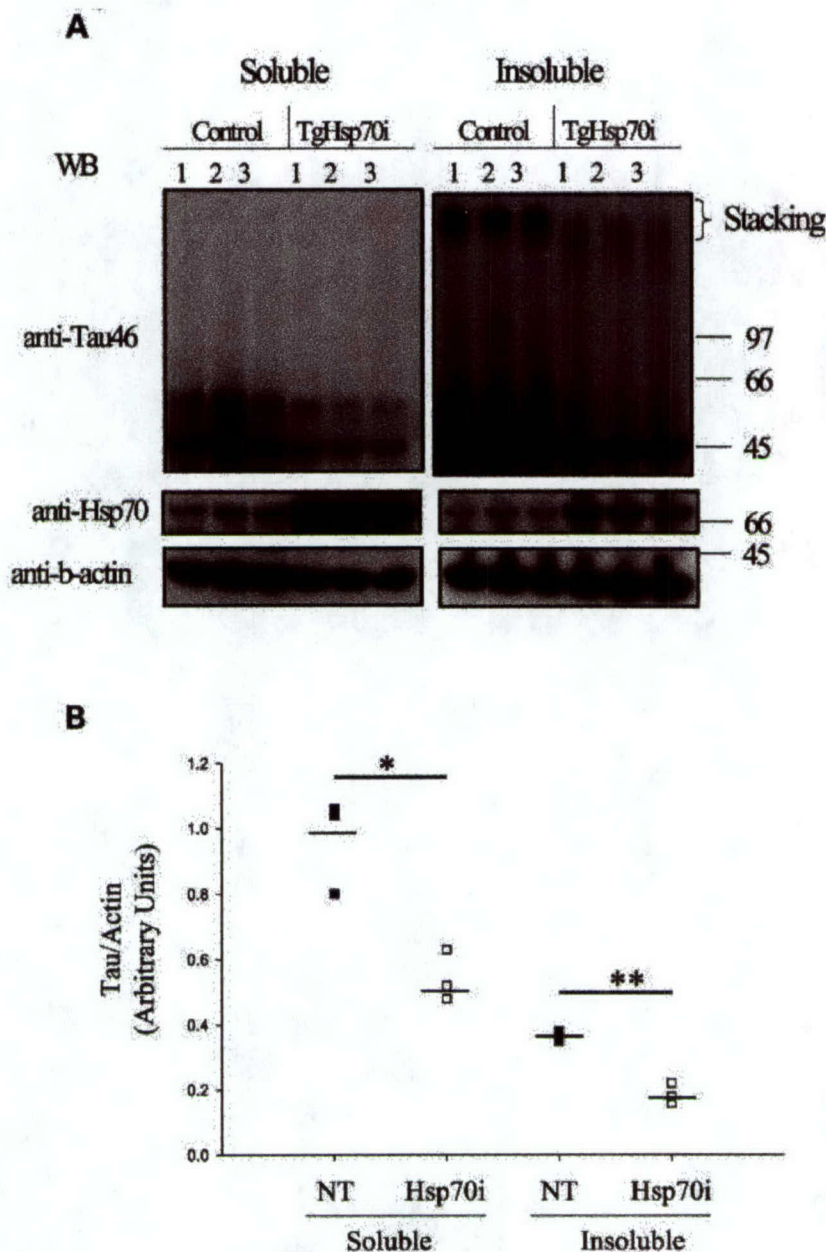 A
Soluble Insoluble
Control TgHsp70i Control TgHsp70i
WB 1 2 3 1 2 3 1 2 3 1 2 3
Stacking
anti-Tau46
97
66
45
anti-Hsp70
66
45
anti-b-actin
B
1.2
1.0
0.8
0.6
0.4
0.2
0.0
Tau/Actin
(Arbitrary Units)
*
**
NT Hsp70i NT Hsp70i
Soluble Insoluble